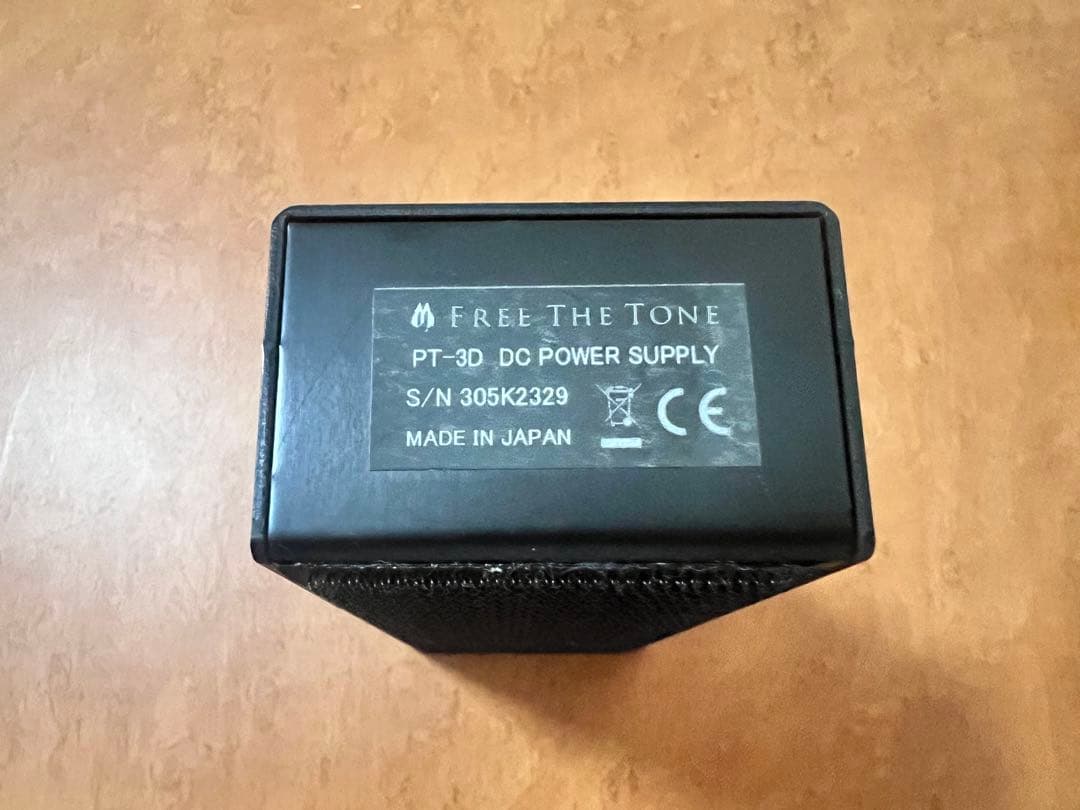 FREE THE TONE
PT-3D DC POWER SUPPLY
S/N 305K2329
CE
MADE IN JAPAN